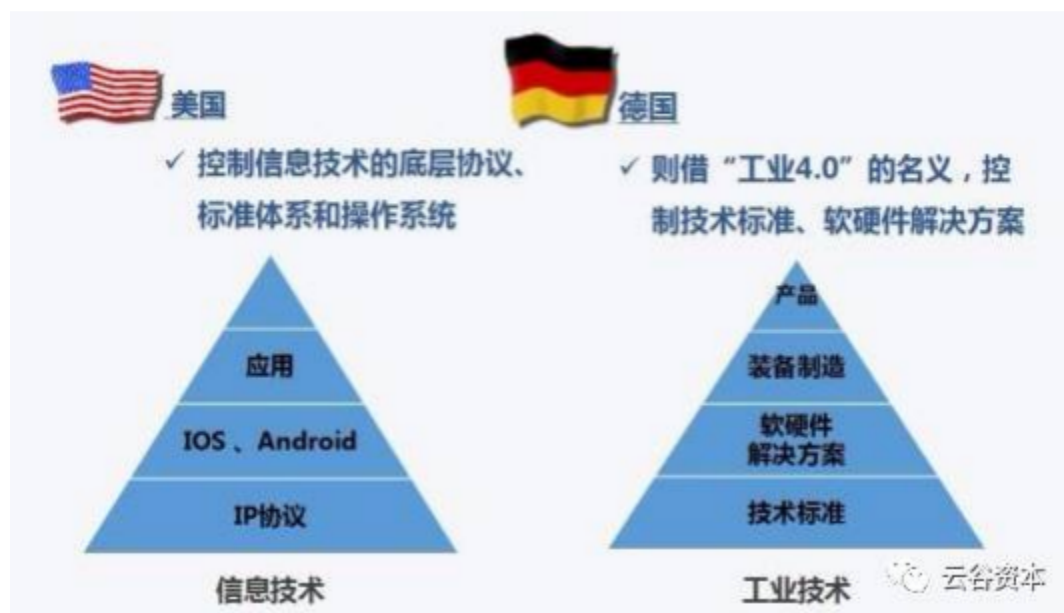 美国
✓ 控制信息技术的底层协议、
标准体系和操作系统
应用
IOS 、Android
IP协议
信息技术
德国
✓ 则借“工业4.0”的名义，控
制技术标准、软硬件解决方案
产品
装备制造
软硬件
解决方案
技术标准
工业技术
云谷资本